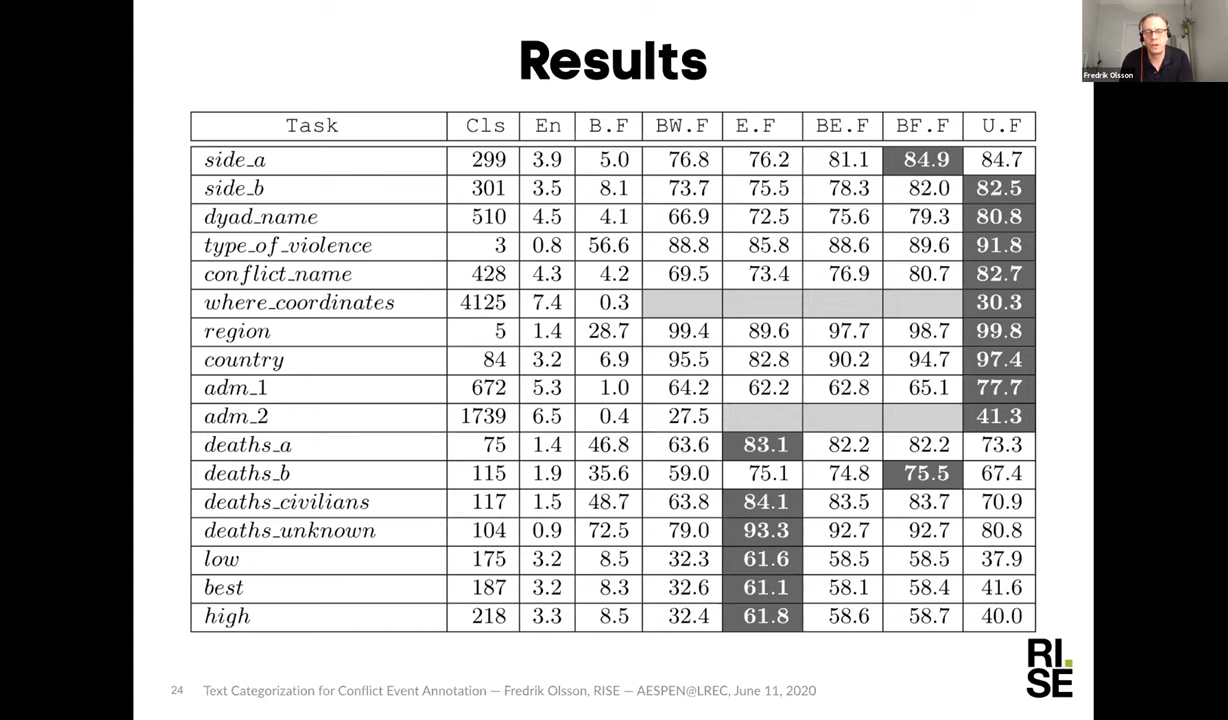 Results
Fredrik Olsson
Task Cls En B.F BW.F E.F BE.F BF.F U.F
side_a 299 3.9 5.0 76.8 76.2 81.1 84.9 84.7
side_b 301 3.5 8.1 73.7 75.5 78.3 82.0 82.5
dyad_name 510 4.5 4.1 66.9 72.5 75.6 79.3 80.8
type_of_violence 3 0.8 56.6 88.8 85.8 88.6 89.6 91.8
conflict_name 428 4.3 4.2 69.5 73.4 76.9 80.7 82.7
where_coordinates 4125 7.4 0.3 30.3
region 5 1.4 28.7 99.4 89.6 97.7 98.7 99.8
country 84 3.2 6.9 95.5 82.8 90.2 94.7 97.4
adm_1 672 5.3 1.0 64.2 62.2 62.8 65.1 77.7
adm_2 1739 6.5 0.4 27.5 41.3
deaths_a 75 1.4 46.8 63.6 83.1 82.2 82.2 73.3
deaths_b 115 1.9 35.6 59.0 75.1 74.8 75.5 67.4
deaths_civilians 117 1.5 48.7 63.8 84.1 83.5 83.7 70.9
deaths_unknown 104 0.9 72.5 79.0 93.3 92.7 92.7 80.8
low 175 3.2 8.5 32.3 61.6 58.5 58.5 37.9
best 187 3.2 8.3 32.6 61.1 58.1 58.4 41.6
high 218 3.3 8.5 32.4 61.8 58.6 58.7 40.0
24 Text Categorization for Conflict Event Annotation — Fredrik Olsson, RISE — AESPEN@LREC, June 11, 2020
RI.
SE